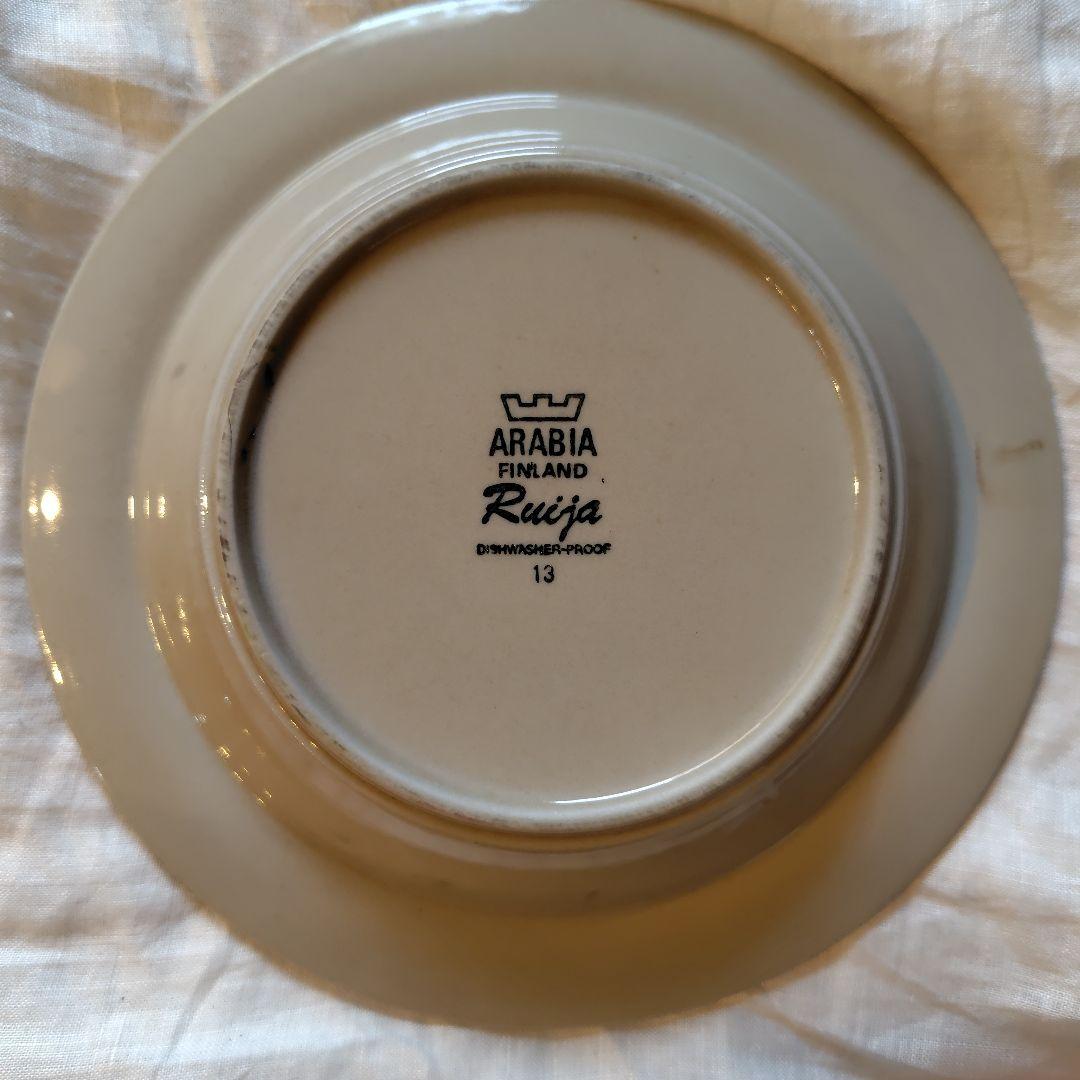 ARABIA
FINLAND
Ruija
DISHWASHER-PROOF
13